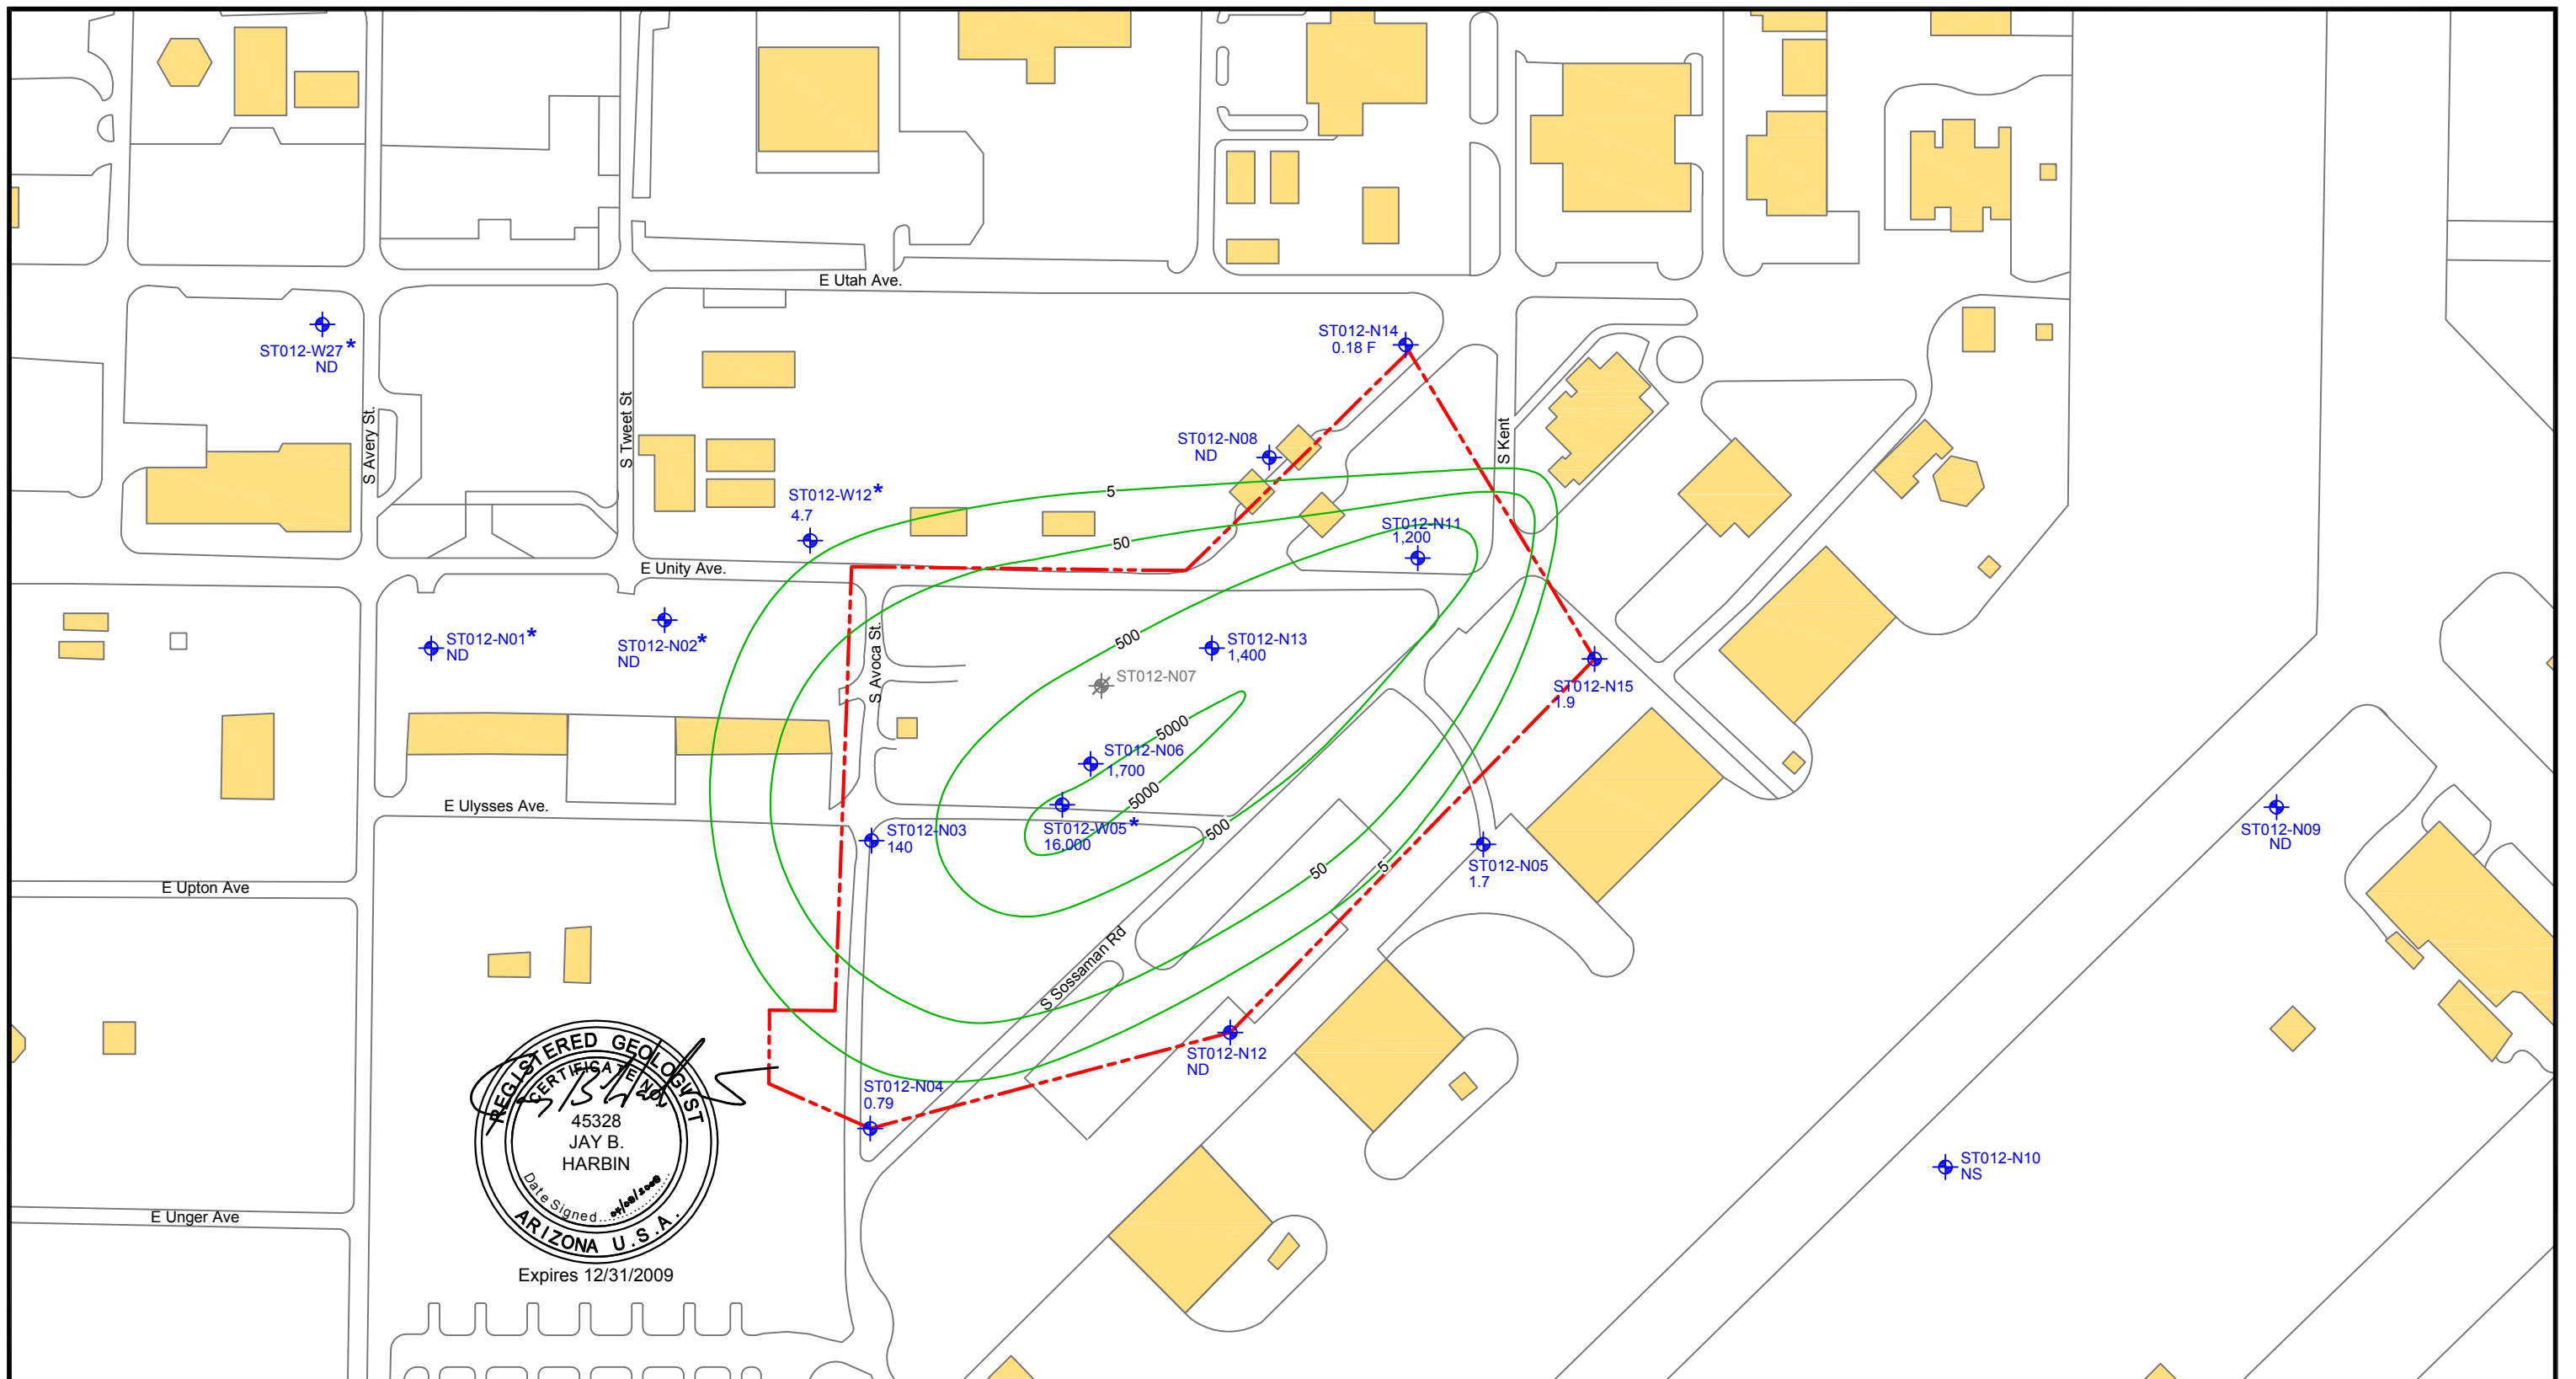 E Utah Ave.
ST012-N14
0.18 F
ST012-W27*
ND
S Avery St.
S Tweet St
S Kent
ST012-N08
ND
5
ST012-W12*
4.7
50
ST012-N11
1,200
E Unity Ave.
ST012-N01*
ND
ST012-N02*
ND
S Avoca St.
500
ST012-N13
1,400
ST012-N07
ST012-N15
1.9
5000
ST012-N06
1,700
5000
E Ulysses Ave.
ST012-W05*
16,000
500
ST012-N03
140
ST012-N09
ND
50
5
ST012-N05
1.7
E Upton Ave
S Sossaman Rd
ST012-N12
ND
ST012-N04
0.79
REGISTERED GEOLOGIST
CERTIFICATE NO.
45328
JAY B.
HARBIN
Date Signed
ARIZONA U.S.A.
Expires 12/31/2009
ST012-N10
NS
E Unger Ave